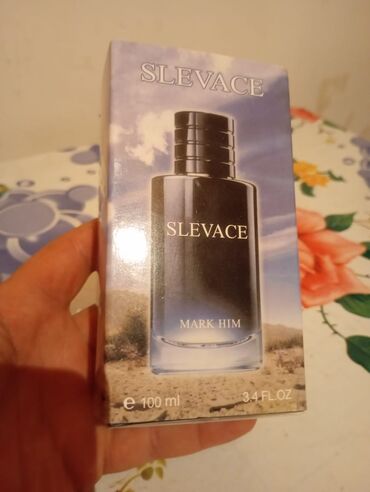 SLEVACE
SLEVACE
MARK HIM
e 100 ml
3.4 FL.OZ